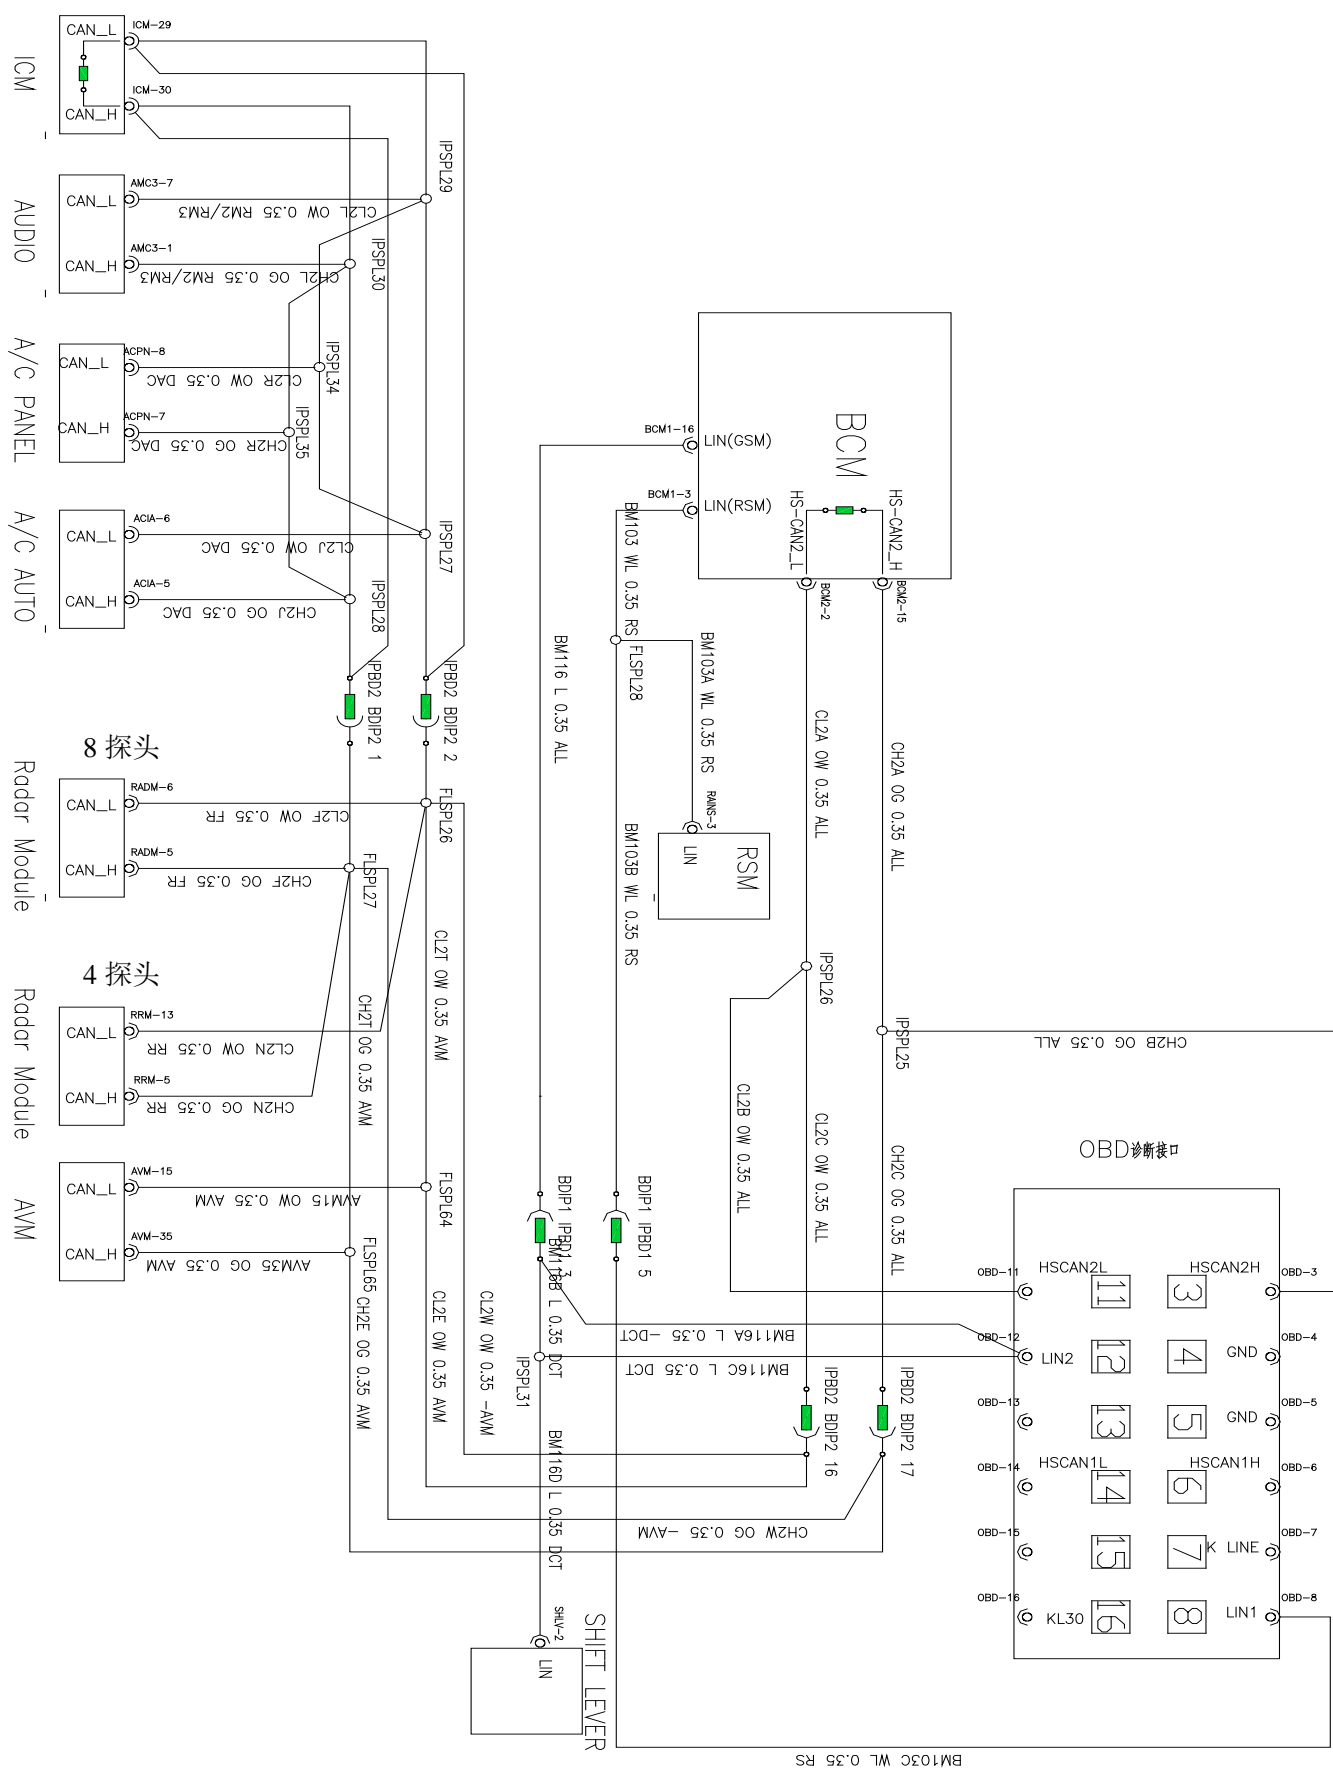 ICM
CAN_L
ICM-29
CAN_H
ICM-30
AUDIO
CAN_L
AMC3-7
CL2L OW 0.35 RM2/RM3
CAN_H
AMC3-1
CH2L OG 0.35 RM2/RM3
IPSPL29
IPSPL30
A/C PANEL
CAN_L
ACPN-8
CL2R OW 0.35 DAC
CAN_H
ACPN-7
CH2R OG 0.35 DAC
IPSPL34
IPSPL35
A/C AUTO
CAN_L
ACIA-6
CL2J OW 0.35 DAC
CAN_H
ACIA-5
CH2J OG 0.35 DAC
IPSPL27
IPSPL28
IPBD2 BDIP2 1
IPBD2 BDIP2 2
8 探头
Radar Module
CAN_L
RADM-6
CL2F OW 0.35 FR
CAN_H
RADM-5
CH2F OG 0.35 FR
FLSPL26
FLSPL27
4 探头
Radar Module
CAN_L
RRM-13
CL2N OW 0.35 RR
CAN_H
RRM-5
CH2N OG 0.35 RR
CL2T OW 0.35 AVM
CH2T OG 0.35 AVM
AVM
CAN_L
AVM-15
AVM15 OW 0.35 AVM
CAN_H
AVM-35
AVM35 OG 0.35 AVM
FLSPL64
FLSPL65
CH2E OG 0.35 AVM
CL2E OW 0.35 AVM
CL2W OW 0.35 -AVM
BCM
BCM1-16
LIN(GSM)
BCM1-3
LIN(RSM)
HS-CAN2_L
HS-CAN2_H
BCM2-2
BCM2-15
BM103 WL 0.35 RS
FLSPL28
BM116 L 0.35 ALL
BM103A WL 0.35 RS
BM103B WL 0.35 RS
RAINS-3
LIN
RSM
CL2A OW 0.35 ALL
CH2A OG 0.35 ALL
IPSPL26
IPSPL25
CH2B OG 0.35 ALL
CL2B OW 0.35 ALL
CL2C OW 0.35 ALL
CH2C OG 0.35 ALL
BDIP1 IPBD1 3
BDIP1 IPBD1 5
BM116B L 0.35 DCT
BM116A L 0.35 -DCT
BM116C L 0.35 DCT
IPSPL31
BM116D L 0.35 DCT
IPBD2 BDIP2 16
IPBD2 BDIP2 17
CH2W OG 0.35 -AVM
SHLV-2
LIN
SHIFT LEVER
BM103C WL 0.35 RS
OBD诊断接口
OBD-11
HSCAN2L
11
3
HSCAN2H
OBD-3
OBD-12
LIN2
12
4
GND
OBD-4
OBD-13
13
5
GND
OBD-5
OBD-14
HSCAN1L
14
6
HSCAN1H
OBD-6
OBD-15
15
7
K LINE
OBD-7
OBD-16
KL30
16
8
LIN1
OBD-8